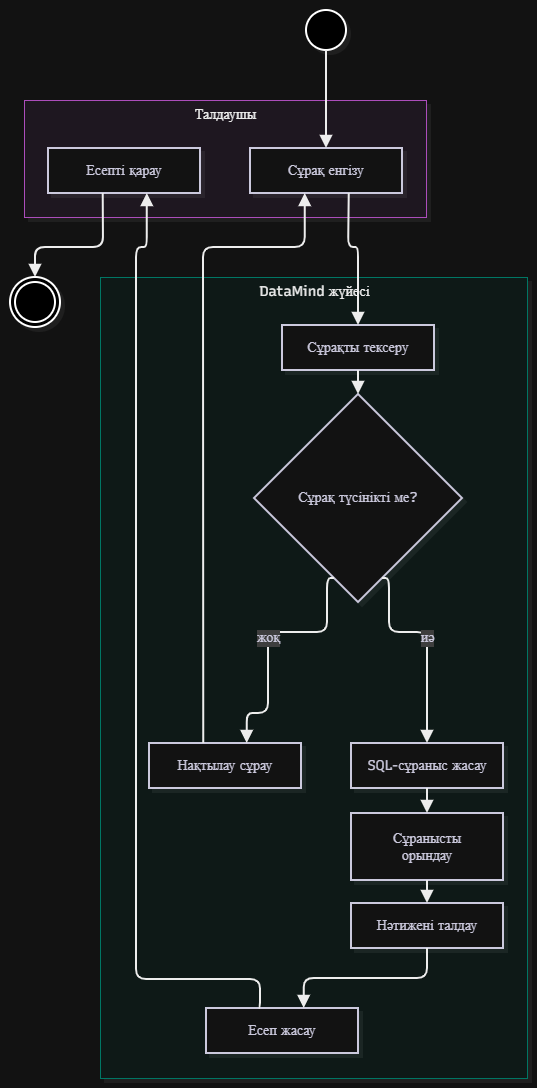 Талдаушы
Есепті қарау
Сұрақ енгізу
DataMind жүйесі
Сұрақты тексеру
Сұрақ түсінікті ме?
жоқ
иә
Нақтылау сұрау
SQL-сұраныс жасау
Сұранысты
орындау
Нәтижені талдау
Есеп жасау